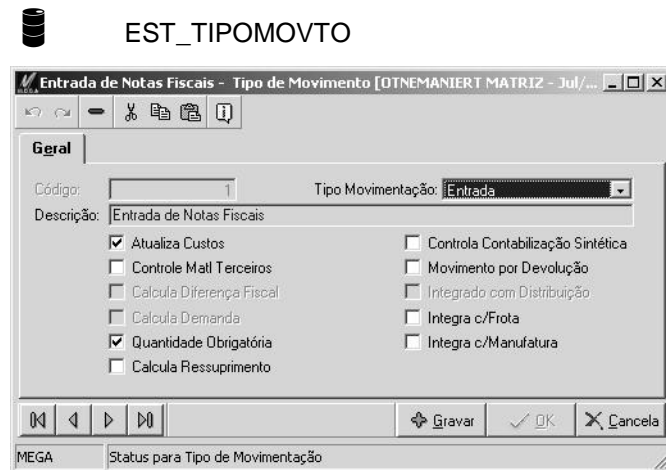 EST_TIPOMOVTO
Entrada de Notas Fiscais - Tipo de Movimento [OTNEMANIERT MATRIZ - Jul/...
Geral
Código: 1 Tipo Movimentação: Entrada
Descrição: Entrada de Notas Fiscais
Atualiza Custos Controla Contabilização Sintética
Controle Matl Terceiros Movimento por Devolução
Calcula Diferença Fiscal Integrado com Distribuição
Calcula Demanda Integra c/Frota
Quantidade Obrigatória Integra c/Manufatura
Calcula Ressuprimento
Gravar OK Cancela
MEGA Status para Tipo de Movimentação